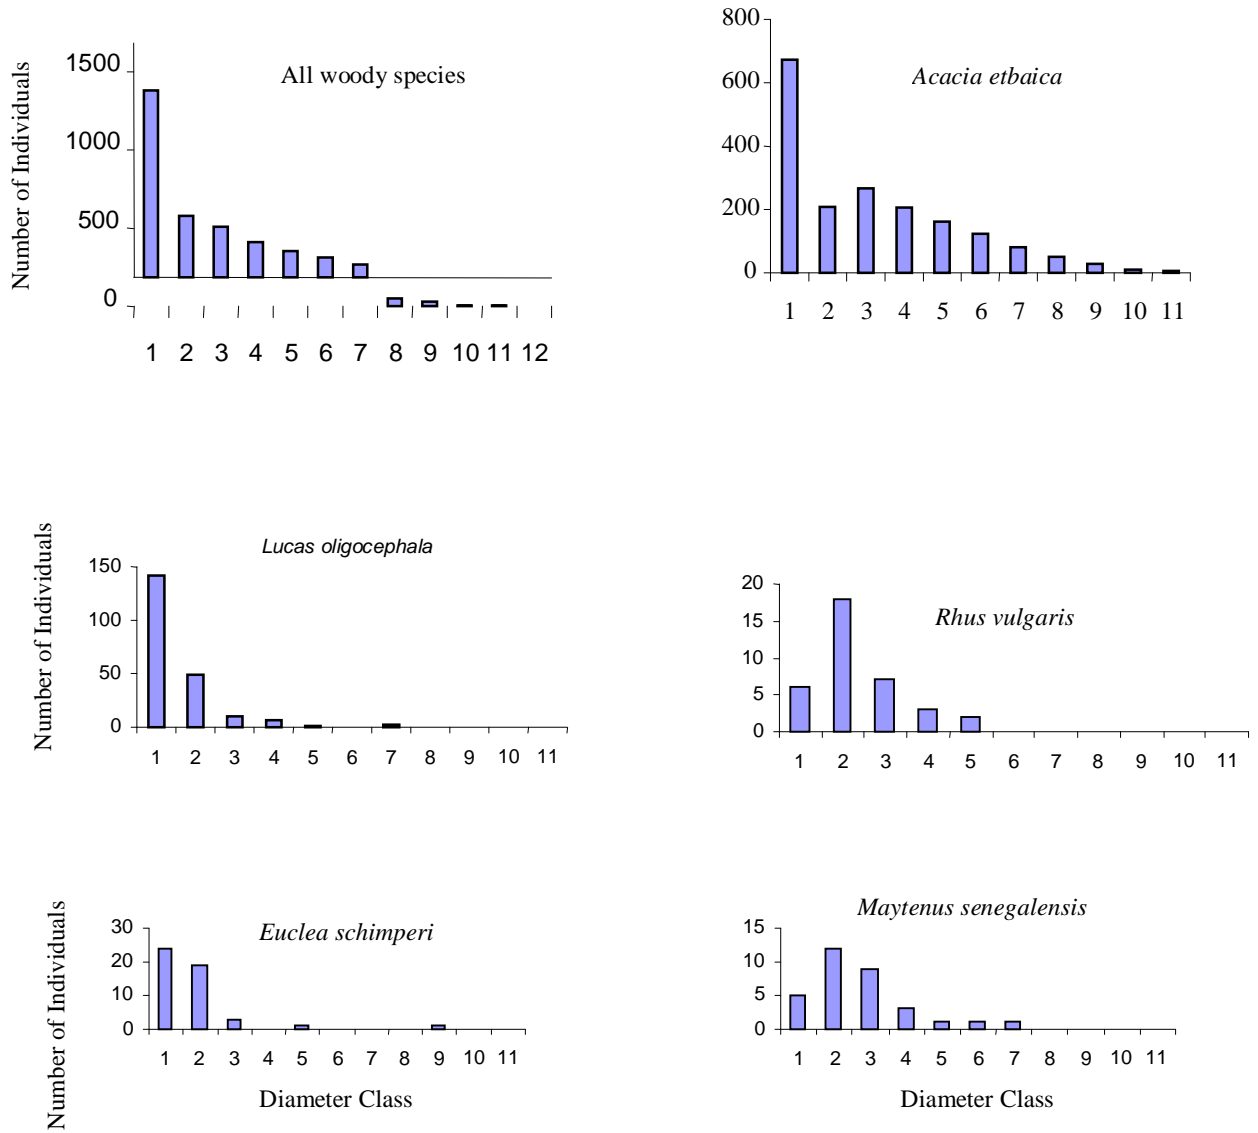 All woody species
Number of Individuals
1500
1000
500
0
1 2 3 4 5 6 7 8 9 10 11 12
Acacia etbaica
800
600
400
200
0
1 2 3 4 5 6 7 8 9 10 11
Lucas oligocephala
Number of Individuals
150
100
50
0
1 2 3 4 5 6 7 8 9 10 11
Rhus vulgaris
20
15
10
5
0
1 2 3 4 5 6 7 8 9 10 11
Euclea schimperi
Number of Individuals
30
20
10
0
1 2 3 4 5 6 7 8 9 10 11
Diameter Class
Maytenus senegalensis
15
10
5
0
1 2 3 4 5 6 7 8 9 10 11
Diameter Class